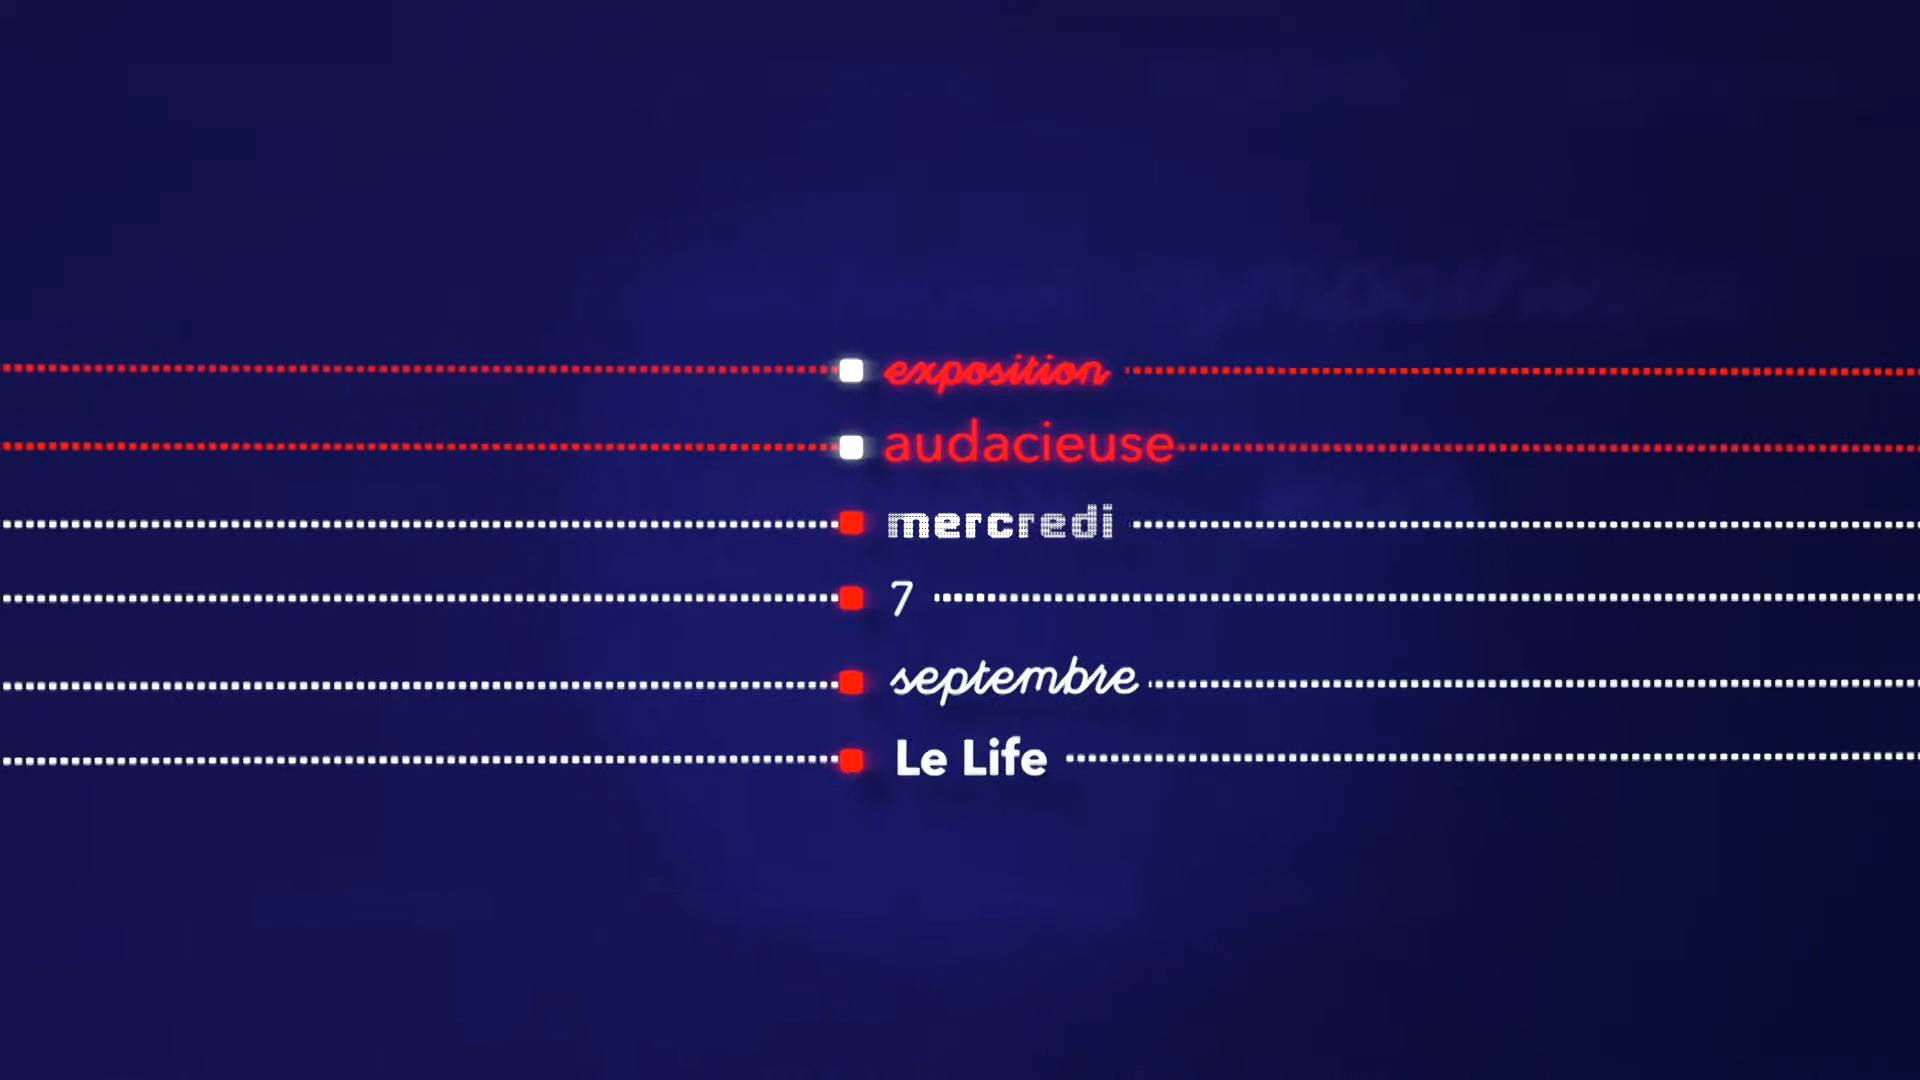 exposition
audacieuse
mercredi
7
septembre
Le Life